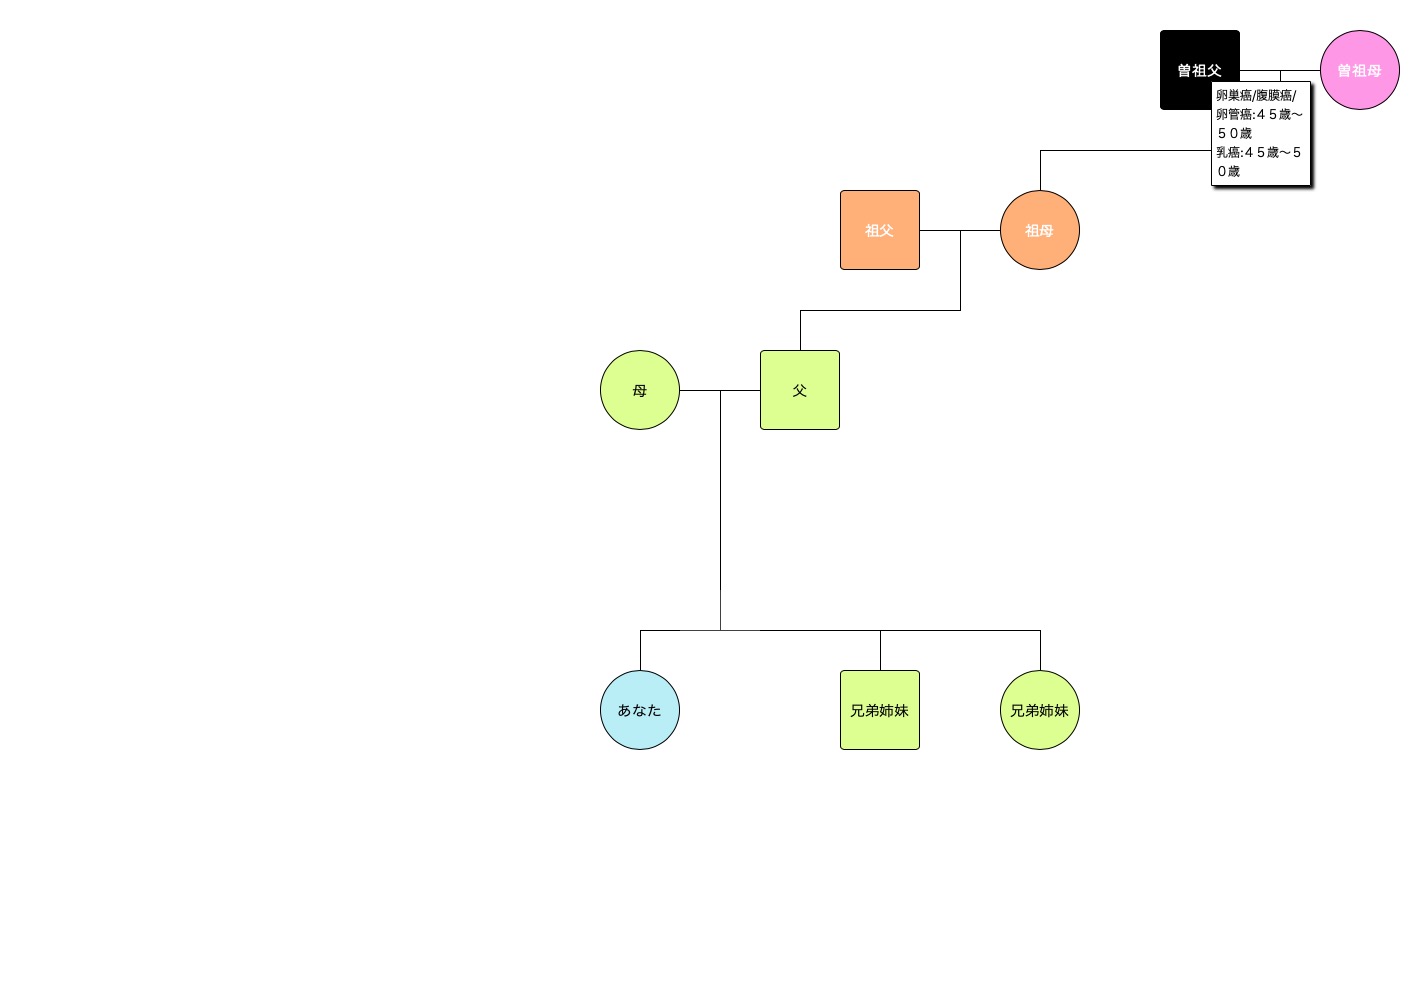 曽祖父
曽祖母
卵巣癌/腹膜癌/
卵管癌:４５歳〜
５０歳
乳癌:４５歳〜５
０歳
祖父
祖母
母
父
あなた
兄弟姉妹
兄弟姉妹